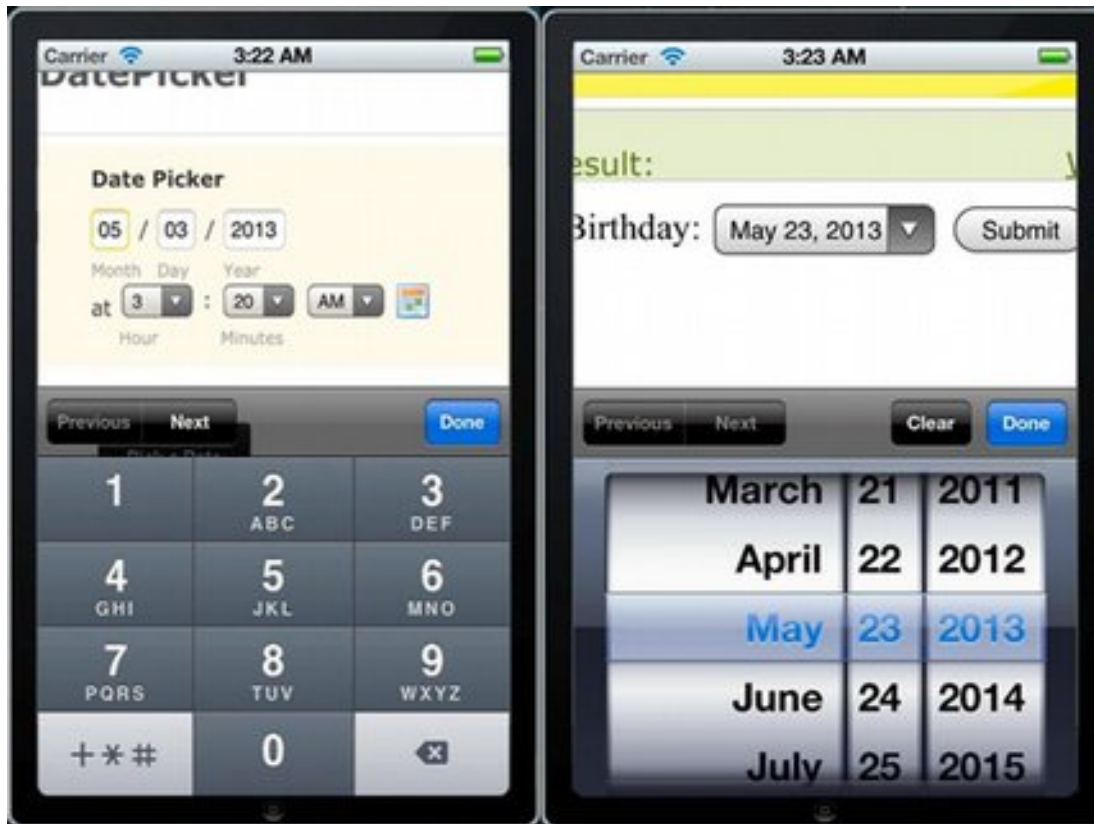 Carrier 3:22 AM
DatePicker
Date Picker
05 / 03 / 2013
Month Day Year
at 3 : 20 AM
Hour Minutes
Previous Next Done
Pick a Date
1 2 3
ABC DEF
4 5 6
GHI JKL MNO
7 8 9
PQRS TUV WXYZ
+*# 0
Carrier 3:23 AM
esult:
Birthday: May 23, 2013 Submit
Previous Next Clear Done
March 21 2011
April 22 2012
May 23 2013
June 24 2014
July 25 2015